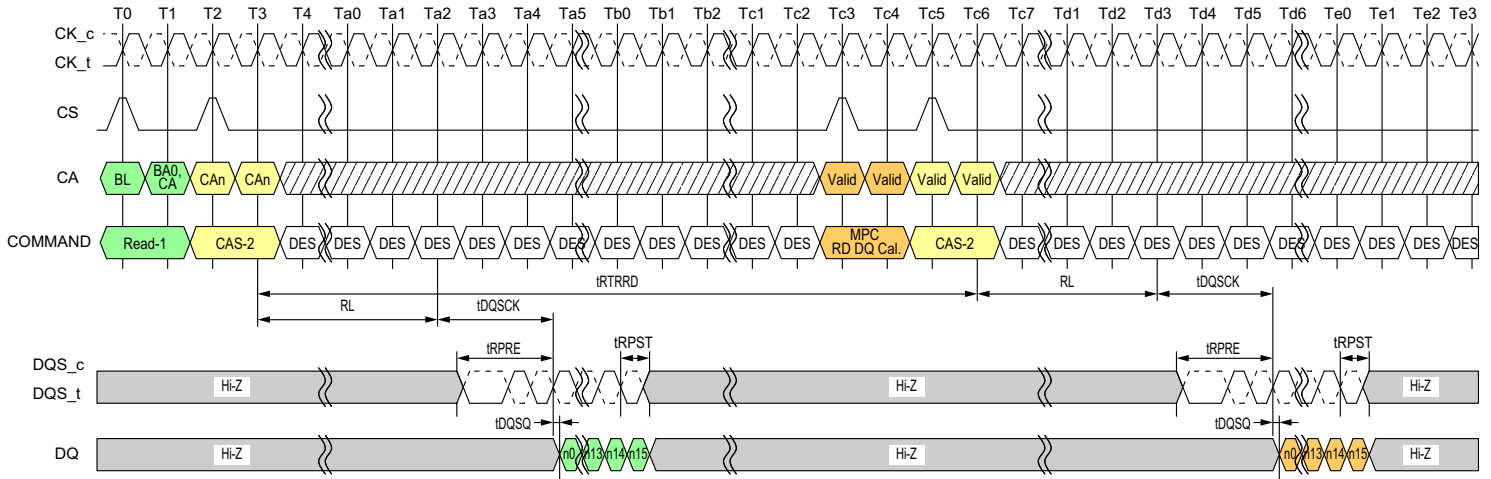 T0 T1 T2 T3 T4 Ta0 Ta1 Ta2 Ta3 Ta4 Ta5 Tb0 Tb1 Tb2 Tc1 Tc2 Tc3 Tc4 Tc5 Tc6 Tc7 Td1 Td2 Td3 Td4 Td5 Td6 Te0 Te1 Te2 Te3
CK_c
CK_t
CS
CA BL BA0, CA CAn CAn Valid Valid Valid Valid
COMMAND Read-1 CAS-2 DES DES DES DES DES DES DES DES DES DES DES DES MPC RD DQ Cal. CAS-2 DES DES DES DES DES DES DES DES DES DES DES
tRTRRD
RL tDQSCK
RL tDQSCK
tRPRE tRPST tRPRE tRPST
DQS_c
DQS_t
Hi-Z Hi-Z Hi-Z
tDQSQ tDQSQ
DQ Hi-Z n0 n13 n14 n15 Hi-Z n0 n13 n14 n15 Hi-Z